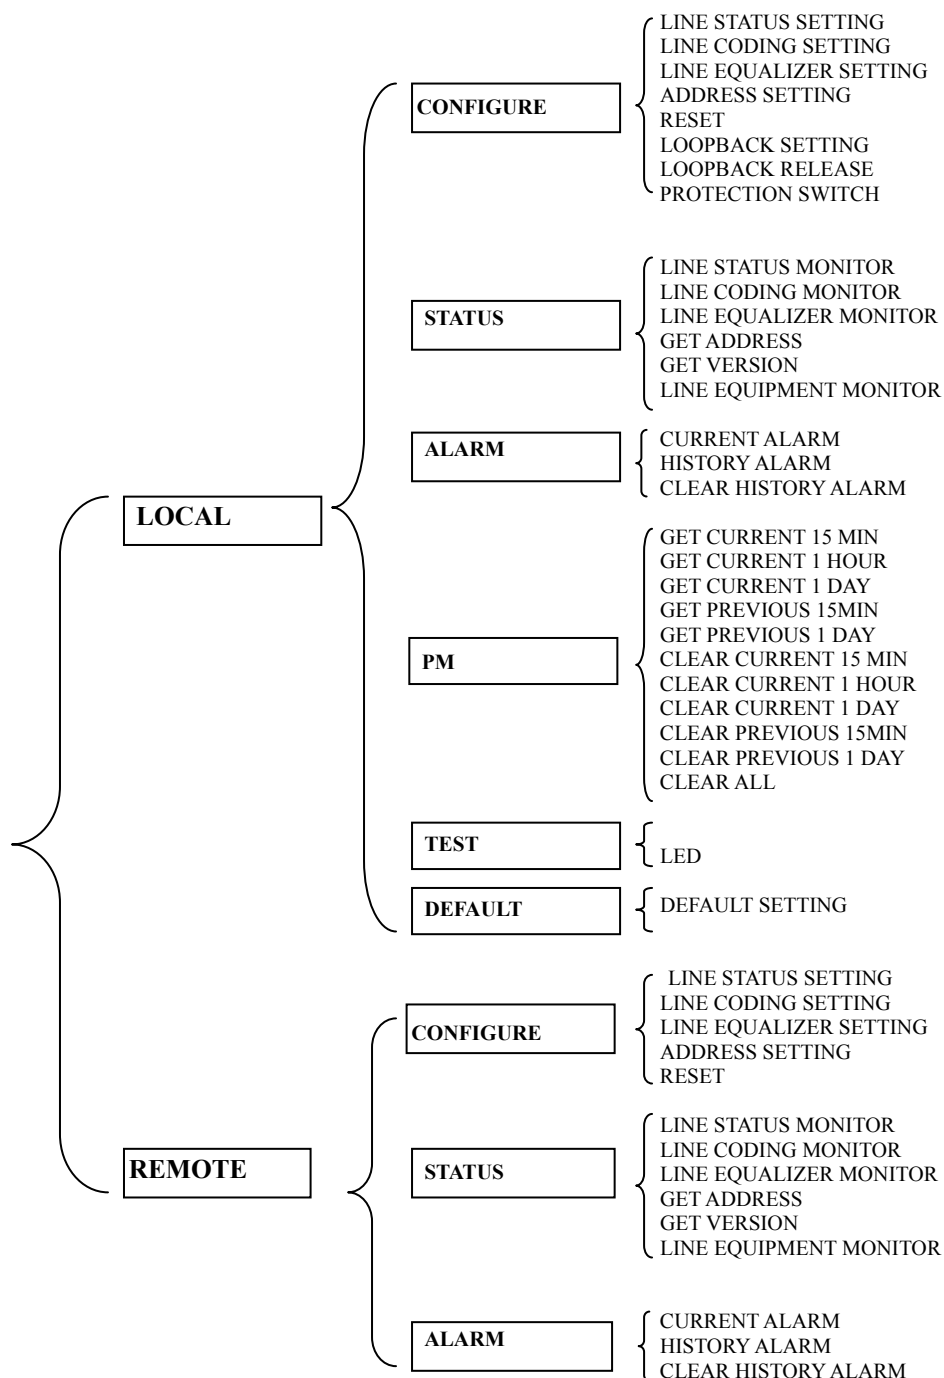 LINE STATUS SETTING
LINE CODING SETTING
LINE EQUALIZER SETTING
CONFIGURE
ADDRESS SETTING
RESET
LOOPBACK SETTING
LOOPBACK RELEASE
PROTECTION SWITCH
LINE STATUS MONITOR
LINE CODING MONITOR
STATUS
LINE EQUALIZER MONITOR
GET ADDRESS
GET VERSION
LINE EQUIPMENT MONITOR
ALARM
CURRENT ALARM
HISTORY ALARM
CLEAR HISTORY ALARM
LOCAL
GET CURRENT 15 MIN
GET CURRENT 1 HOUR
GET CURRENT 1 DAY
GET PREVIOUS 15MIN
GET PREVIOUS 1 DAY
PM
CLEAR CURRENT 15 MIN
CLEAR CURRENT 1 HOUR
CLEAR CURRENT 1 DAY
CLEAR PREVIOUS 15MIN
CLEAR PREVIOUS 1 DAY
CLEAR ALL
TEST
LED
DEFAULT
DEFAULT SETTING
LINE STATUS SETTING
LINE CODING SETTING
CONFIGURE
LINE EQUALIZER SETTING
ADDRESS SETTING
RESET
LINE STATUS MONITOR
LINE CODING MONITOR
REMOTE
STATUS
LINE EQUALIZER MONITOR
GET ADDRESS
GET VERSION
LINE EQUIPMENT MONITOR
ALARM
CURRENT ALARM
HISTORY ALARM
CLEAR HISTORY ALARM